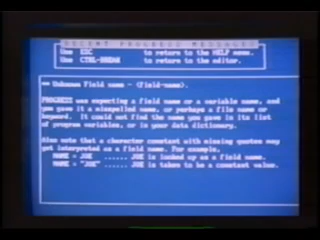 RECENT PROGRESS MESSAGES
Use ESC to return to the HELP menu.
Use CTRL-BREAK to return to the editor.
** Unknown Field name - (field-name).
PROGRESS was expecting a field name or a variable name, and
you gave it a misspelled name, or perhaps a file name or
keyword. It could not find the name you gave in its list
of program variables, or in your data dictionary.
Also note that a character constant with missing quotes may
get interpreted as a field name. For example,
NAME = JOE ...... JOE is looked up as a field name.
NAME = "JOE" ...... JOE is taken to be a constant value.